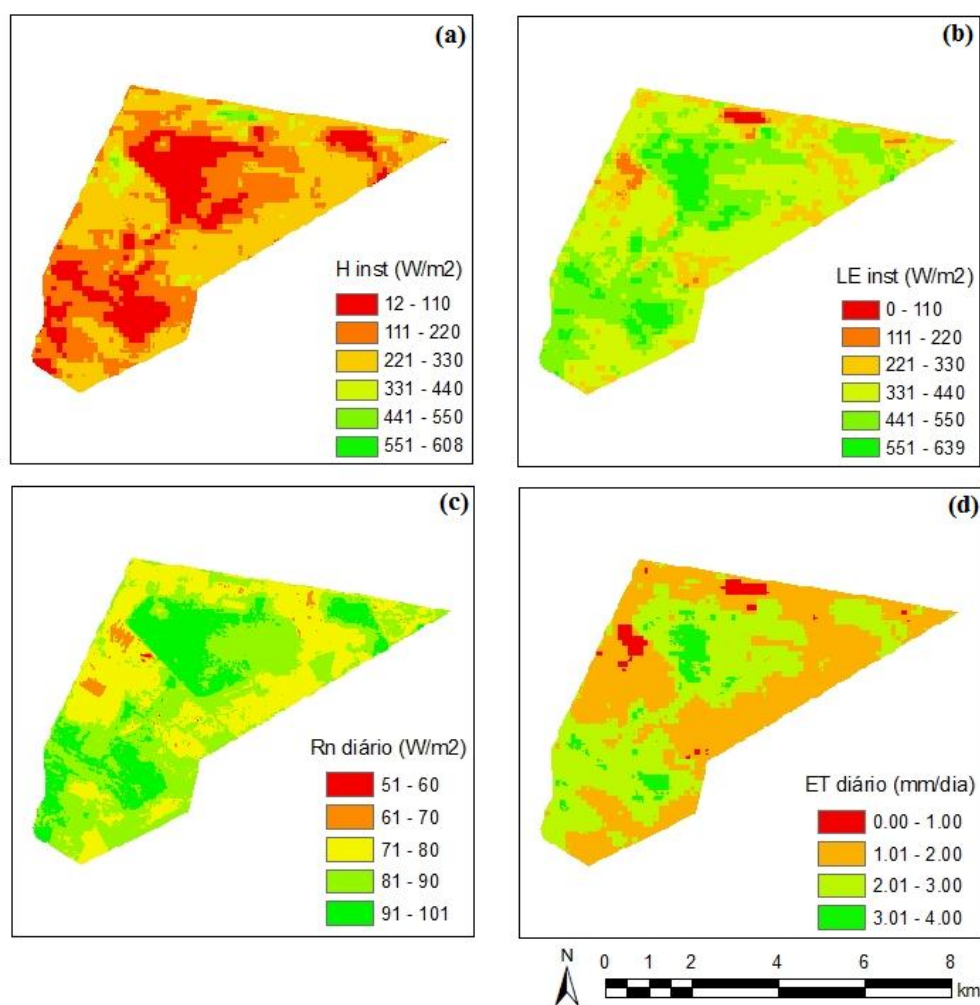 (a)
H inst (W/m2)
12 - 110
111 - 220
221 - 330
331 - 440
441 - 550
551 - 608
(b)
LE inst (W/m2)
0 - 110
111 - 220
221 - 330
331 - 440
441 - 550
551 - 639
(c)
Rn diário (W/m2)
51 - 60
61 - 70
71 - 80
81 - 90
91 - 101
(d)
ET diário (mm/dia)
0.00 - 1.00
1.01 - 2.00
2.01 - 3.00
3.01 - 4.00
N
0 1 2 4 6 8
km